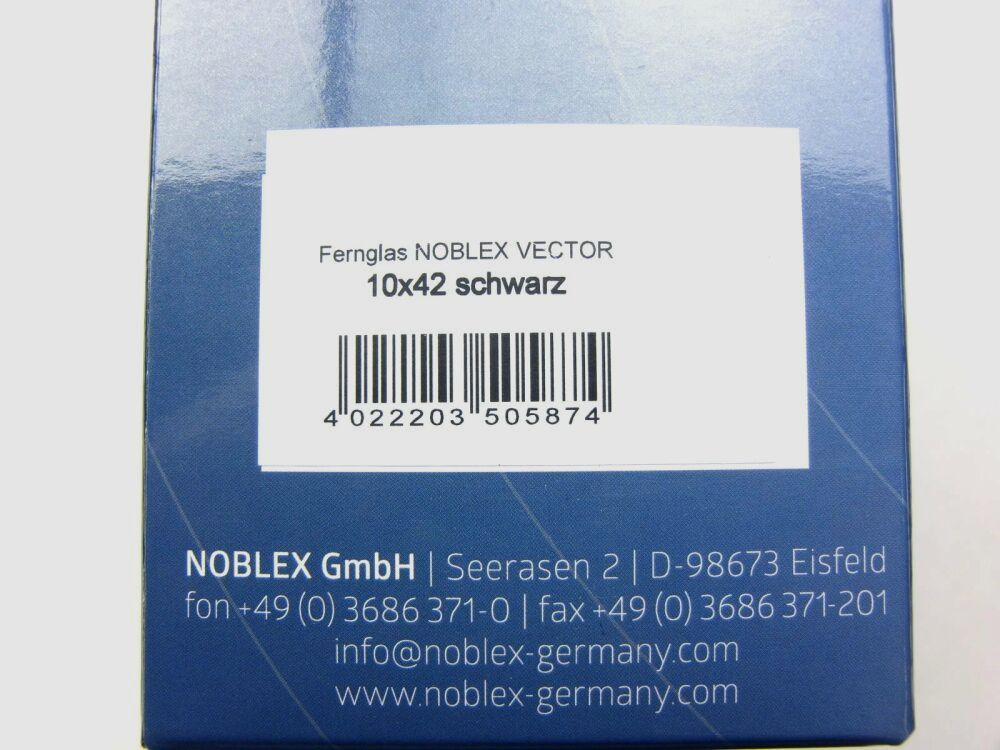 Fernglas NOBLEX VECTOR
10x42 schwarz
4 022203 505874
NOBLEX GmbH | Seerasen 2 | D-98673 Eisfeld
fon +49 (0) 3686 371-0 | fax +49 (0) 3686 371-201
info@noblex-germany.com
www.noblex-germany.com